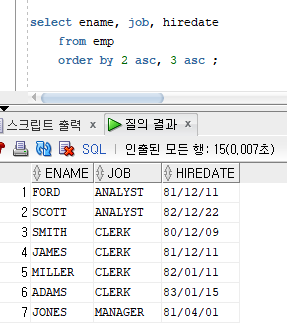 select ename, job, hiredate
from emp
order by 2 asc, 3 asc ;
스크립트 출력 x 질의 결과 x
SQL | 인출된 모든 행: 15(0,007초)
ENAME JOB HIREDATE
1 FORD ANALYST 81/12/11
2 SCOTT ANALYST 82/12/22
3 SMITH CLERK 80/12/09
4 JAMES CLERK 81/12/11
5 MILLER CLERK 82/01/11
6 ADAMS CLERK 83/01/15
7 JONES MANAGER 81/04/01